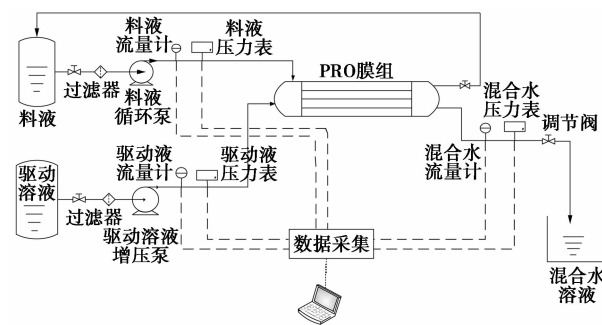 料液
流量计
料液
压力表
过滤器
料液
循环泵
料液
PRO膜组
混合水
压力表
调节阀
混合水
流量计
驱动
溶液
驱动液
流量计
驱动液
压力表
过滤器
驱动溶液
增压泵
数据采集
混合水
溶液